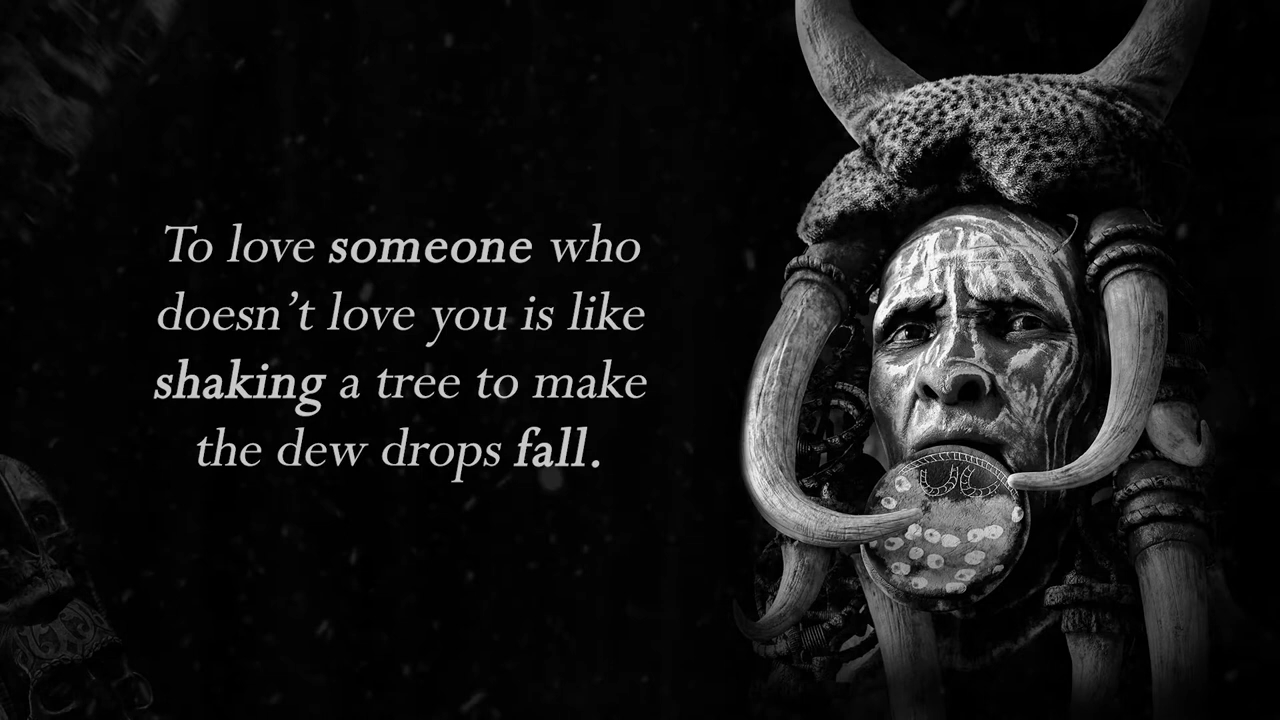 To love someone who
doesn’t love you is like
shaking a tree to make
the dew drops fall.